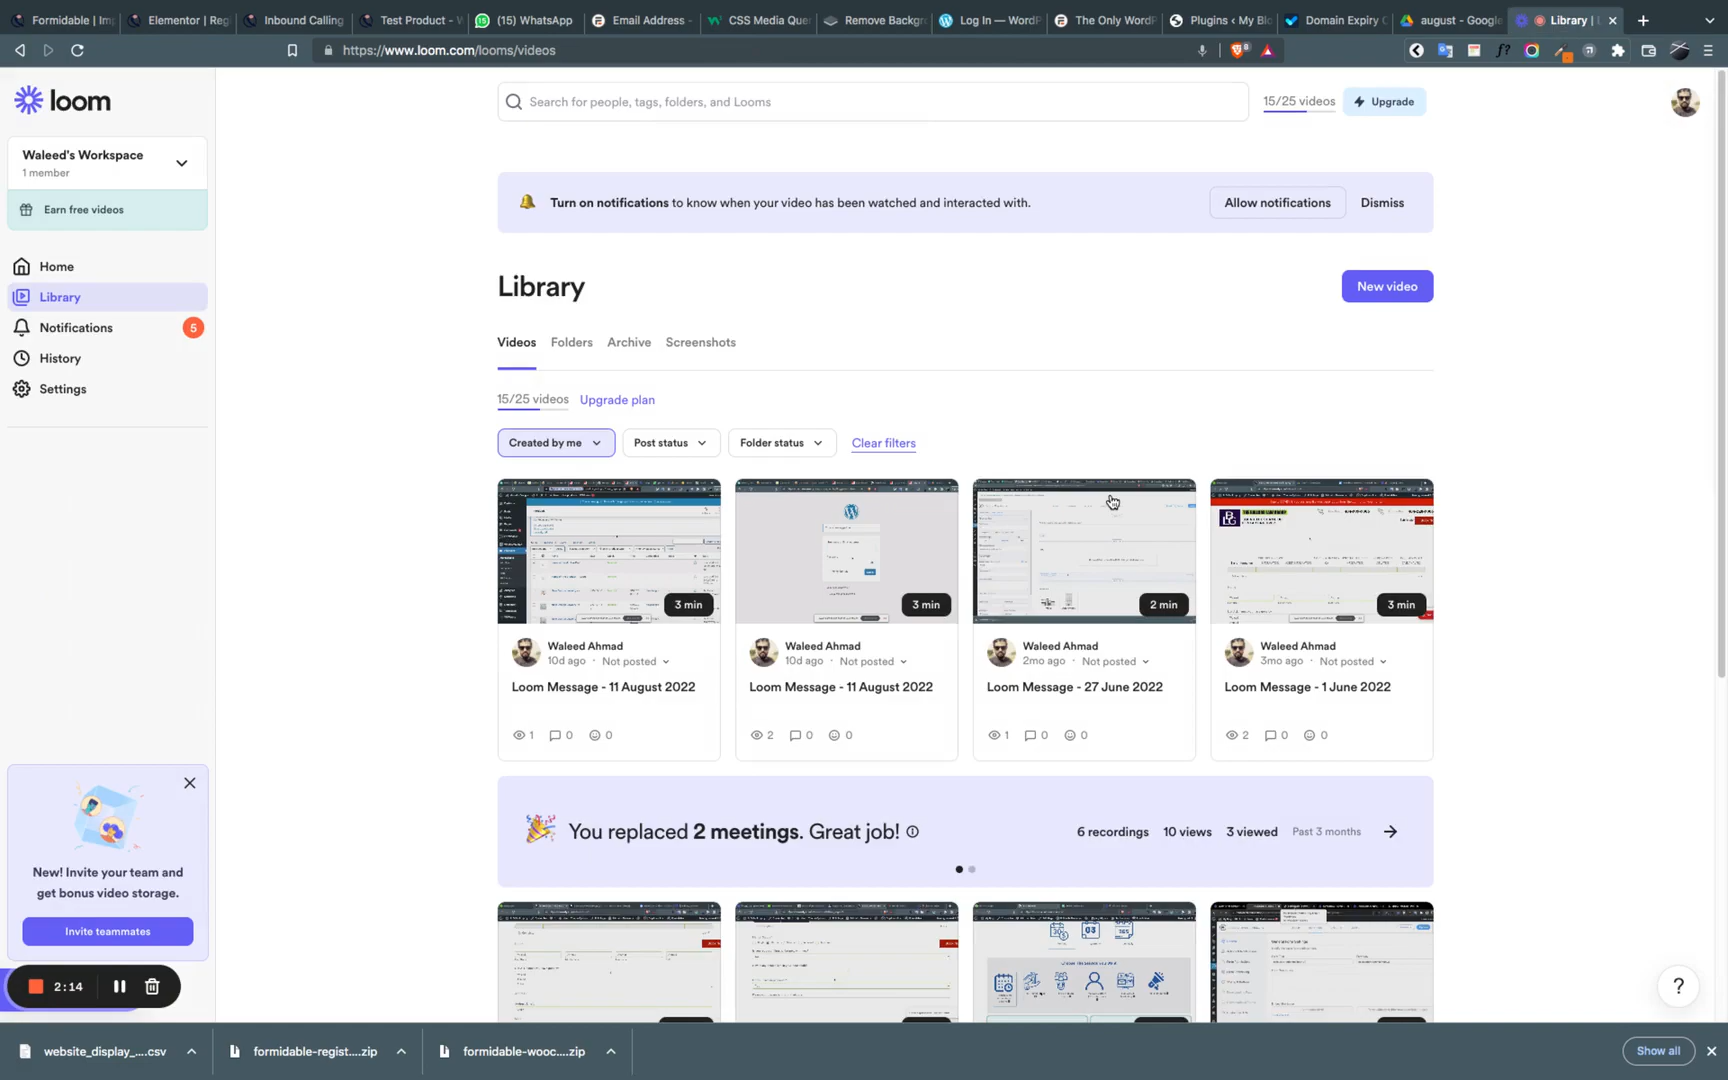 Formidable | Imp
Elementor | Regi
Inbound Calling
Test Product - W
(15) WhatsApp
Email Address -
CSS Media Quer
Remove Backgr
Log In — WordP
The Only WordP
Plugins ‹ My Blo
Domain Expiry C
august - Google
Library |
https://www.loom.com/looms/videos
loom
Search for people, tags, folders, and Looms
15/25 videos
Upgrade
Waleed's Workspace
1 member
Earn free videos
Turn on notifications to know when your video has been watched and interacted with.
Allow notifications
Dismiss
Home
Library
Notifications
5
History
Settings
Library
New video
Videos
Folders
Archive
Screenshots
15/25 videos
Upgrade plan
Created by me
Post status
Folder status
Clear filters
3 min
3 min
2 min
3 min
Waleed Ahmad
10d ago · Not posted
Loom Message - 11 August 2022
1 0 0
Waleed Ahmad
10d ago · Not posted
Loom Message - 11 August 2022
2 0 0
Waleed Ahmad
2mo ago · Not posted
Loom Message - 27 June 2022
1 0 0
Waleed Ahmad
3mo ago · Not posted
Loom Message - 1 June 2022
2 0 0
You replaced 2 meetings. Great job!
6 recordings
10 views
3 viewed
Past 3 months
New! Invite your team and
get bonus video storage.
Invite teammates
2:14
?
website_display_....csv
formidable-regist....zip
formidable-wooc....zip
Show all